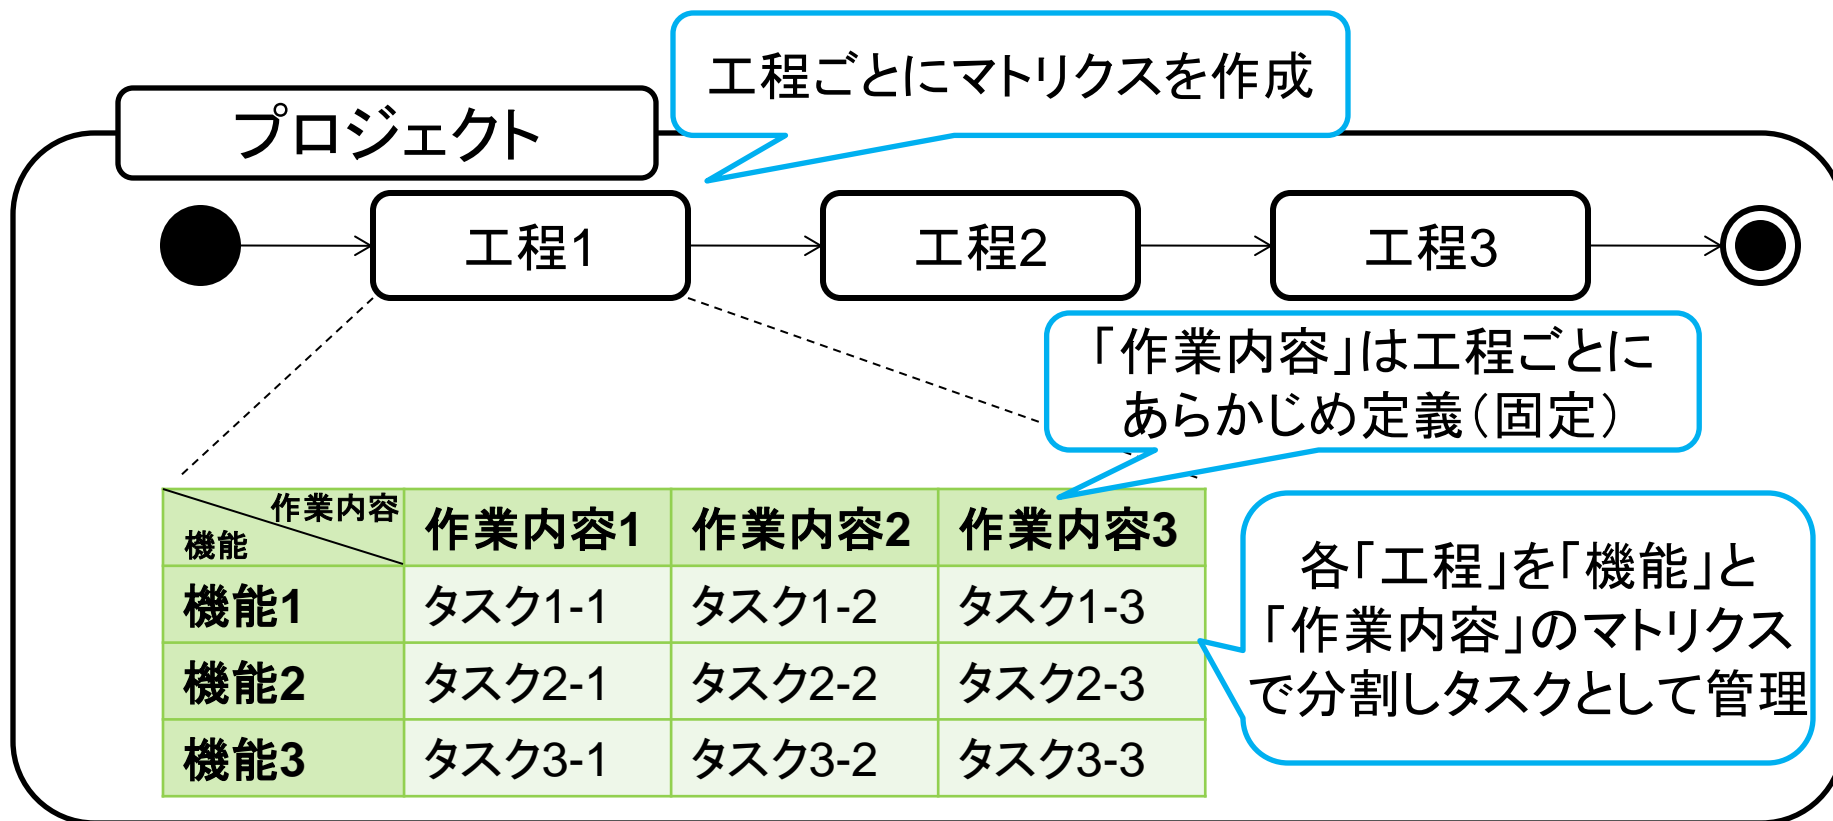 工程ごとにマトリクスを作成
プロジェクト
工程1
工程2
工程3
「作業内容」は工程ごとに
あらかじめ定義（固定）
作業内容
機能
作業内容1
作業内容2
作業内容3
機能1
タスク1-1
タスク1-2
タスク1-3
機能2
タスク2-1
タスク2-2
タスク2-3
機能3
タスク3-1
タスク3-2
タスク3-3
各「工程」を「機能」と
「作業内容」のマトリクス
で分割しタスクとして管理